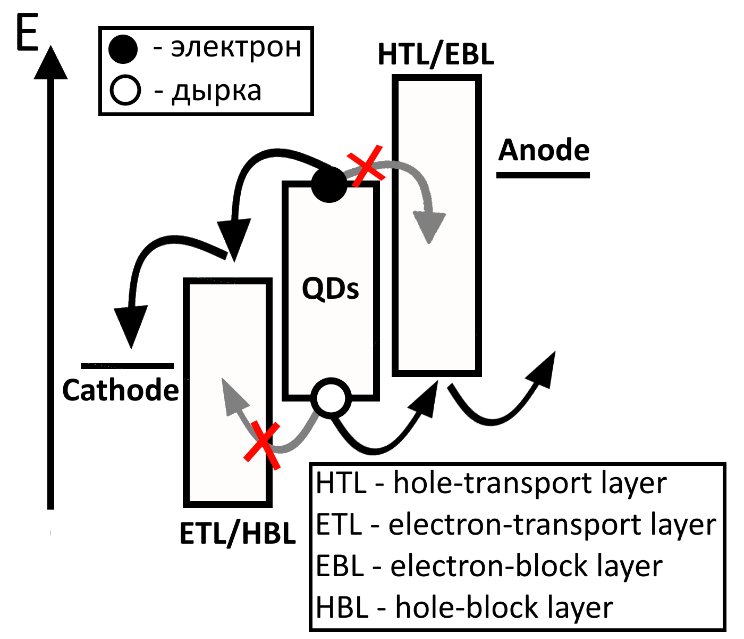 E
- электрон
- дырка
HTL/EBL
Anode
QDs
Cathode
ETL/HBL
HTL - hole-transport layer
ETL - electron-transport layer
EBL - electron-block layer
HBL - hole-block layer